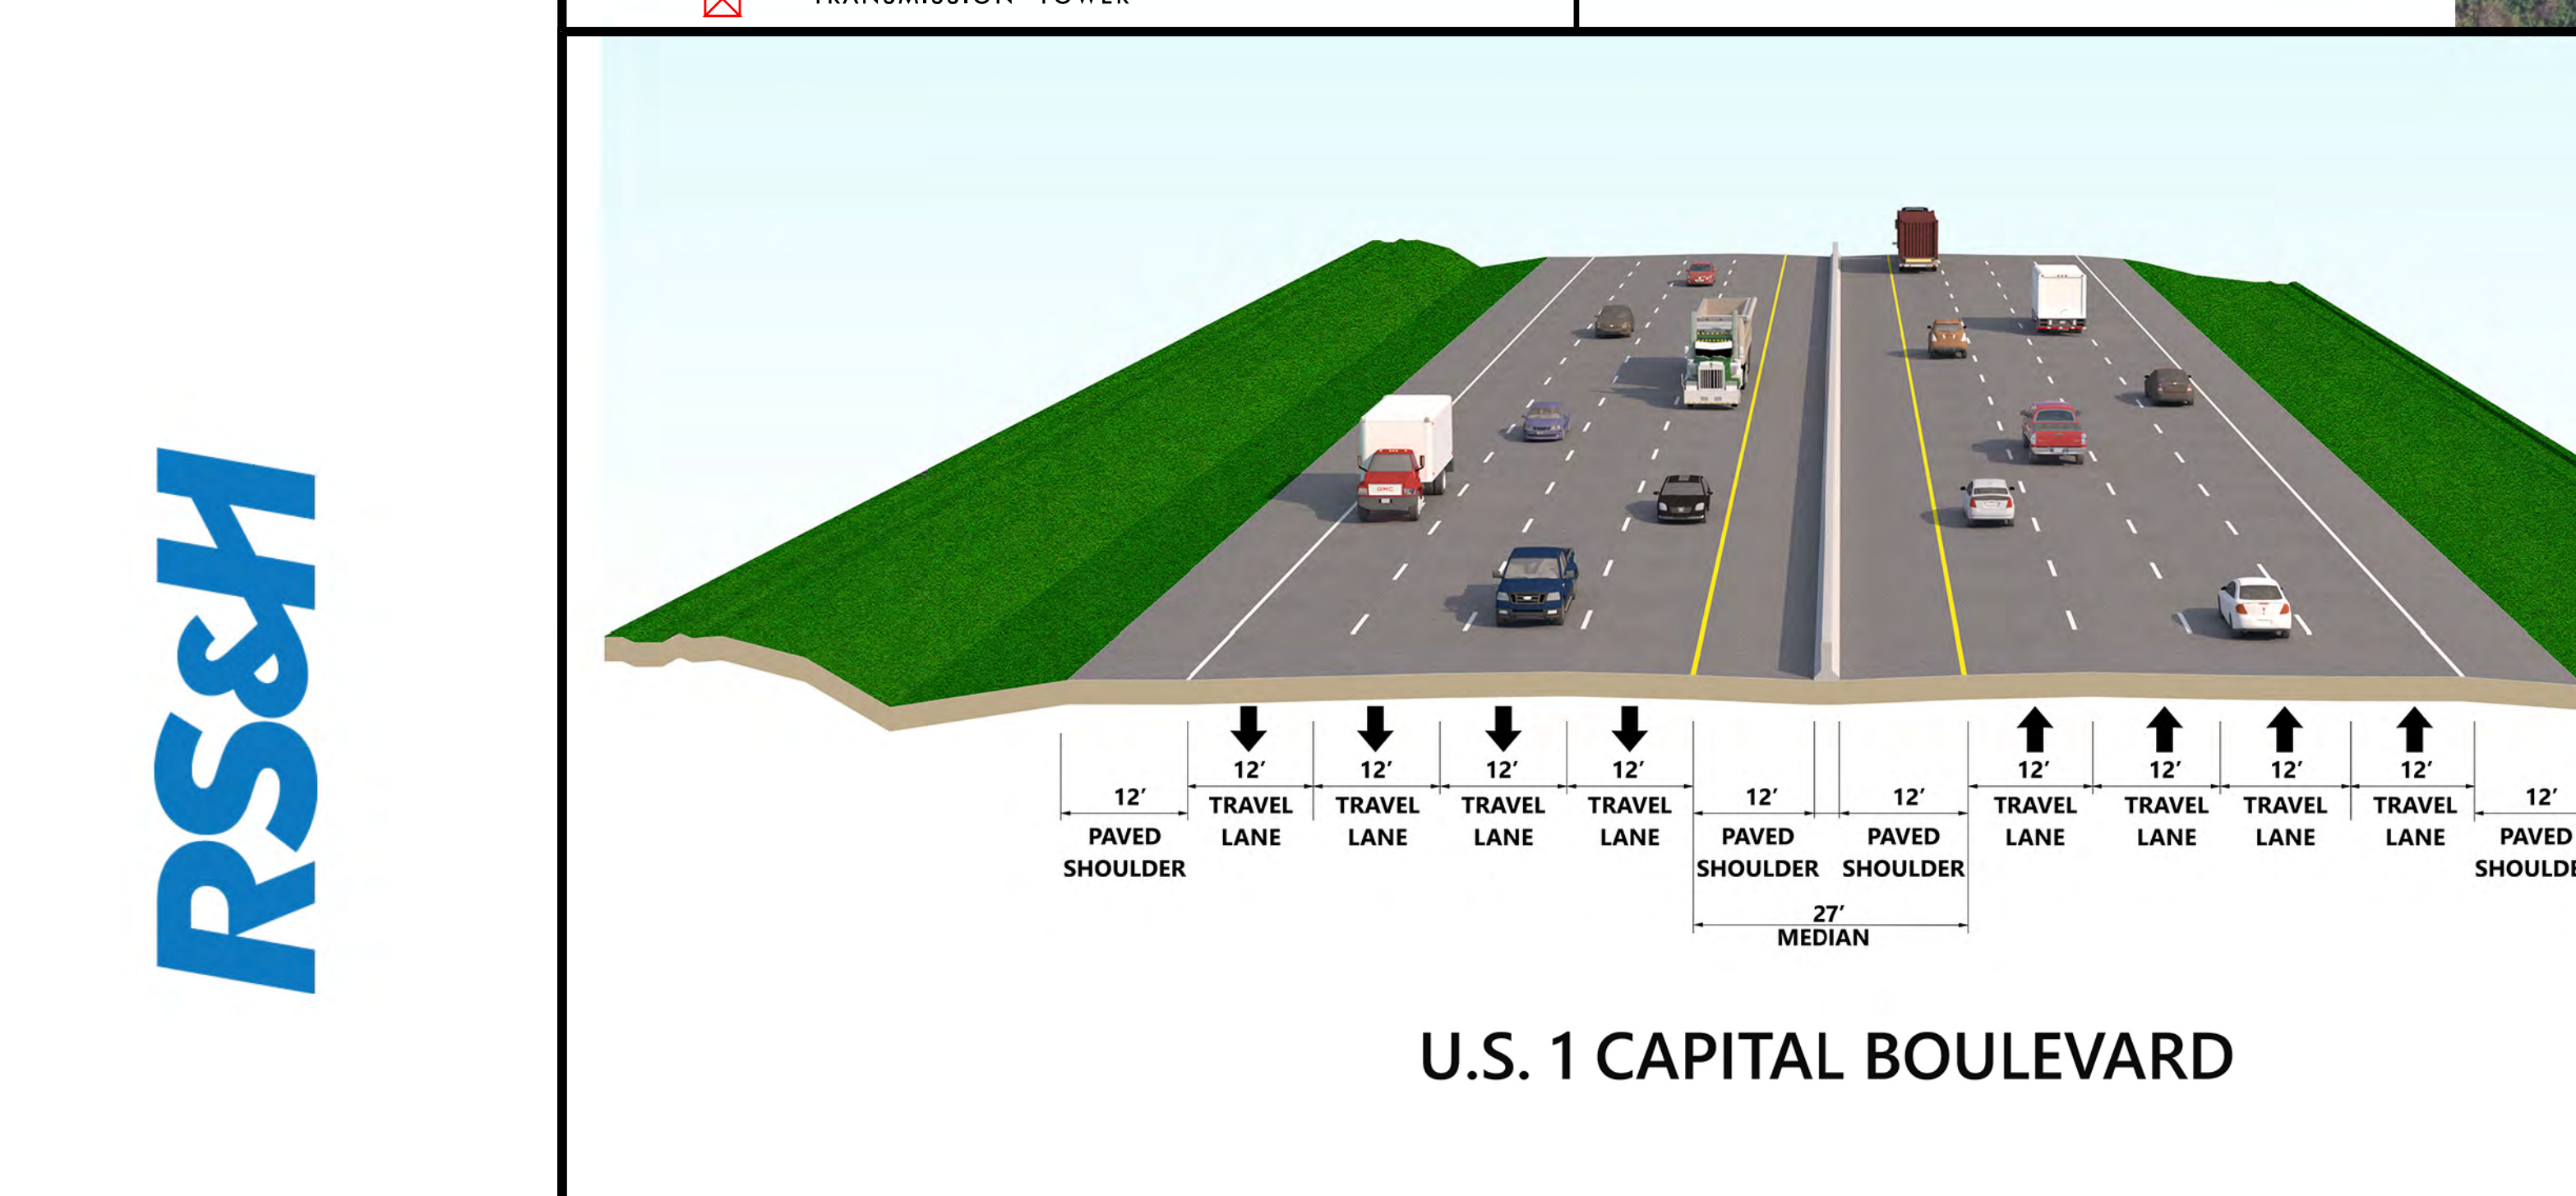 TRANSMISSION TOWER
RS&H
12' 12' 12' 12' 12' 12' 12' 12'
12' 12' 12' 12'
TRAVEL LANE TRAVEL LANE TRAVEL LANE TRAVEL LANE TRAVEL LANE TRAVEL LANE TRAVEL LANE TRAVEL LANE
PAVED SHOULDER PAVED SHOULDER PAVED SHOULDER PAVED
27'
MEDIAN
U.S. 1 CAPITAL BOULEVARD